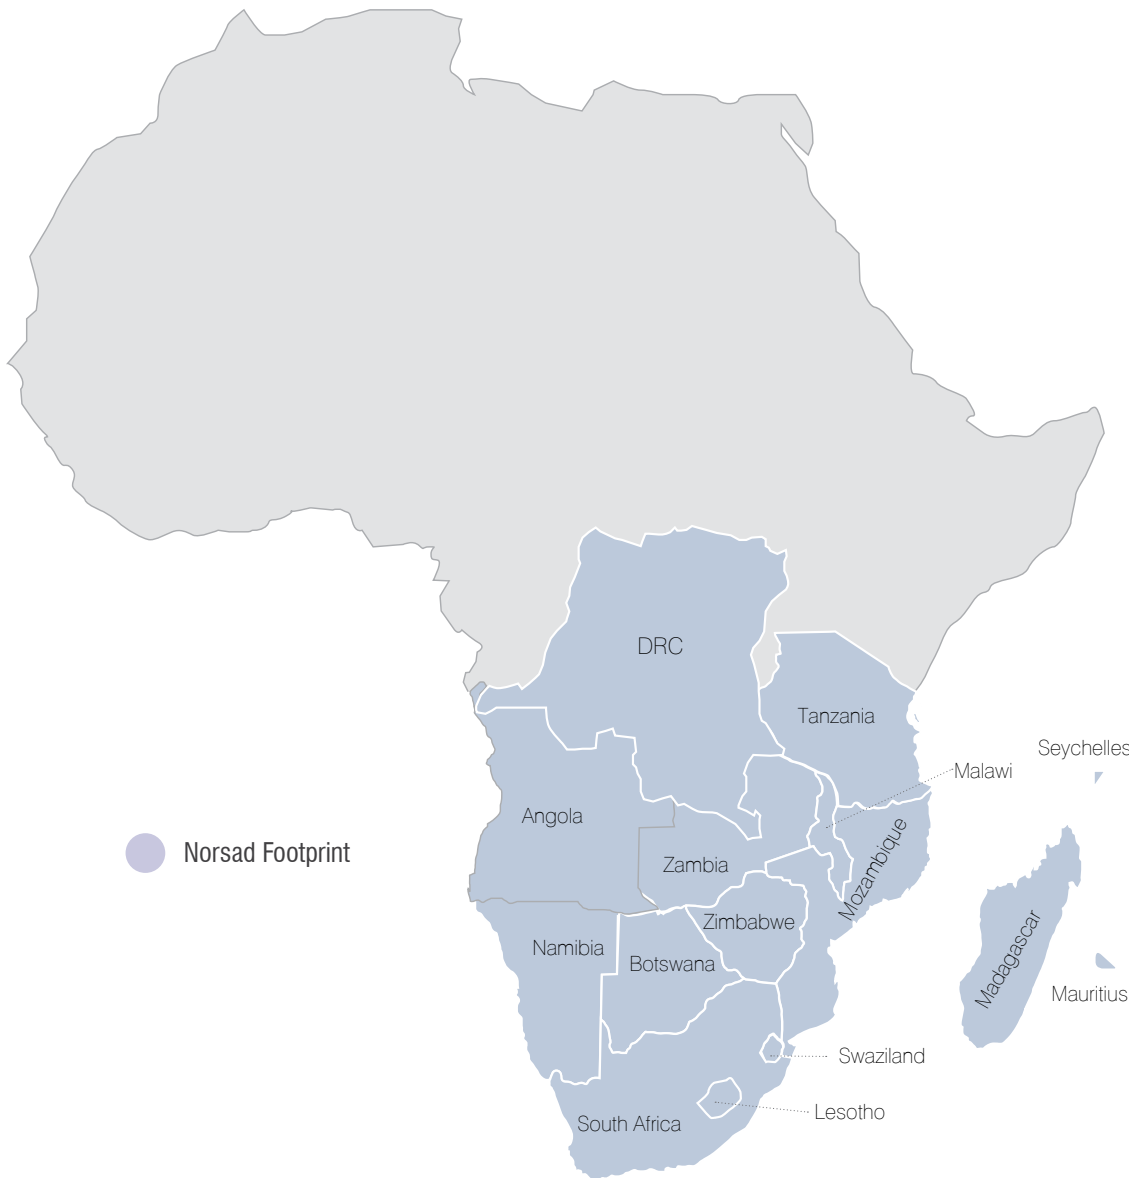 DRC
Tanzania
Seychelles
Malawi
Angola
Mozambique
Norsad Footprint
Zambia
Zimbabwe
Namibia
Botswana
Madagascar
Mauritius
Swaziland
Lesotho
South Africa